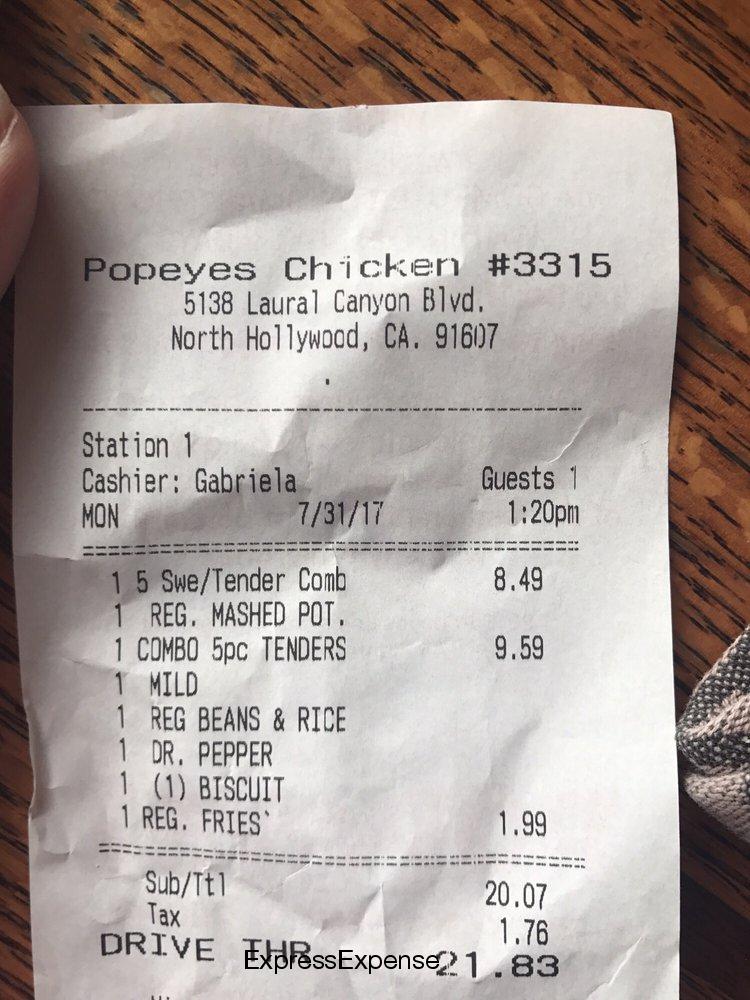 Popeyes Chicken #3315
5138 Laural Canyon Blvd.
North Hollywood, CA. 91607
Station 1
Cashier: Gabriela Guests 1
MON 7/31/17 1:20pm
1 5 Swe/Tender Comb 8.49
1 REG. MASHED POT.
1 COMBO 5pc TENDERS 9.59
1 MILD
1 REG BEANS & RICE
1 DR. PEPPER
1 (1) BISCUIT
1 REG. FRIES` 1.99
Sub/Ttl 20.07
Tax 1.76
DRIVE THR 21.83
ExpressExpense